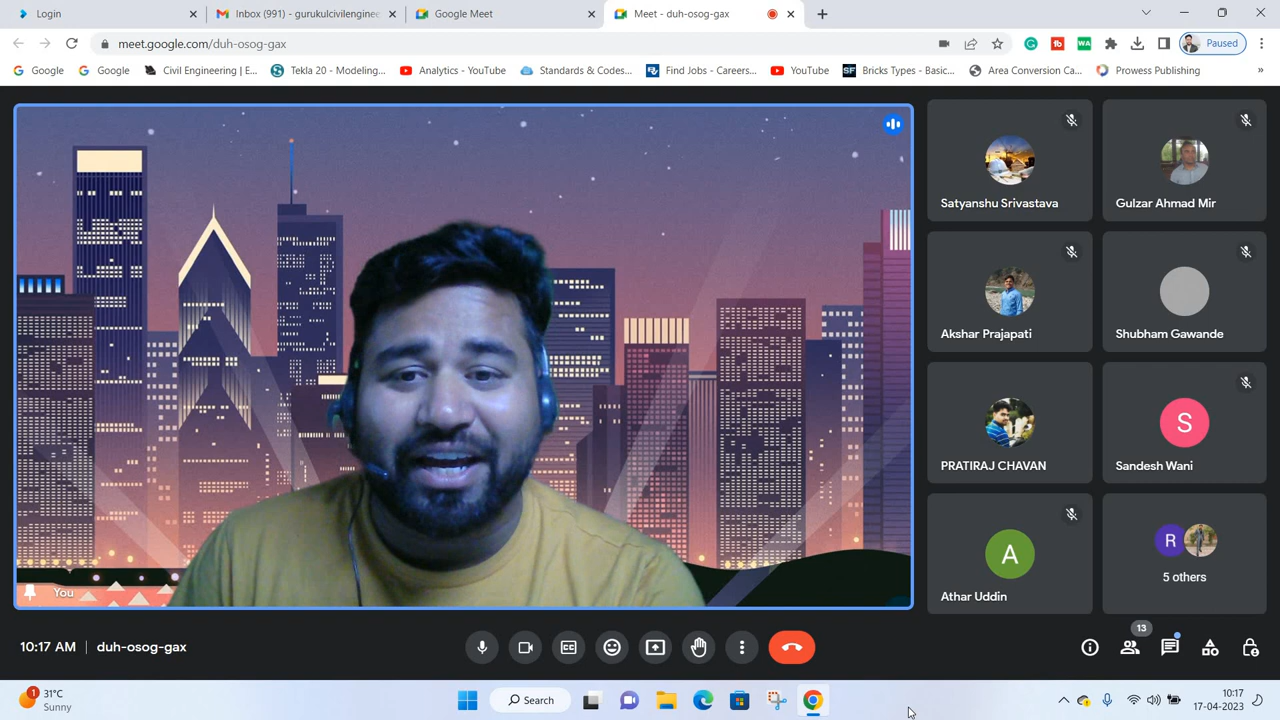 Login
Inbox (991) - gurukulcivilengine
Google Meet
Meet - duh-osog-gax
meet.google.com/duh-osog-gax
Paused
Google
Google
Civil Engineering | E...
Tekla 20 - Modeling...
Analytics - YouTube
Standards & Codes...
Find Jobs - Careers...
YouTube
SF
Bricks Types - Basic...
Area Conversion Ca...
Prowess Publishing
»
Satyanshu Srivastava
Gulzar Ahmad Mir
Akshar Prajapati
Shubham Gawande
PRATIRAJ CHAVAN
S
Sandesh Wani
A
Athar Uddin
R
5 others
You
10:17 AM | duh-osog-gax
CC
13
1
31°C
Sunny
Search
10:17
17-04-2023